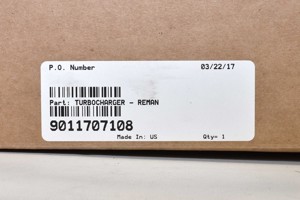 P.O. Number 03/22/17
Part: TURBOCHARGER - REMAN
9011707108
Made In: US Qty= 1